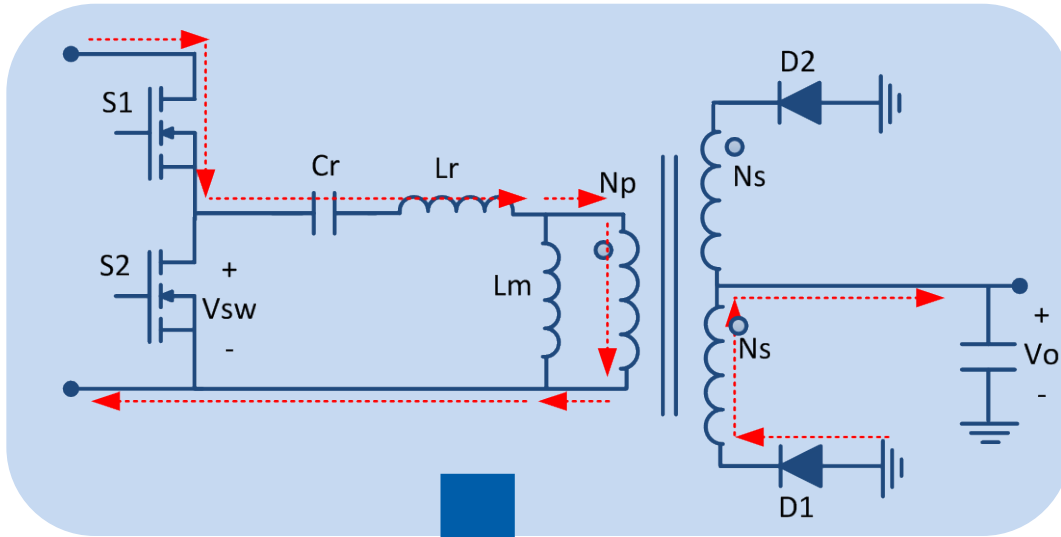 D2
S1
Cr
Lr
Np
Ns
S2
+
Vsw
-
Lm
Ns
+
Vo
-
D1